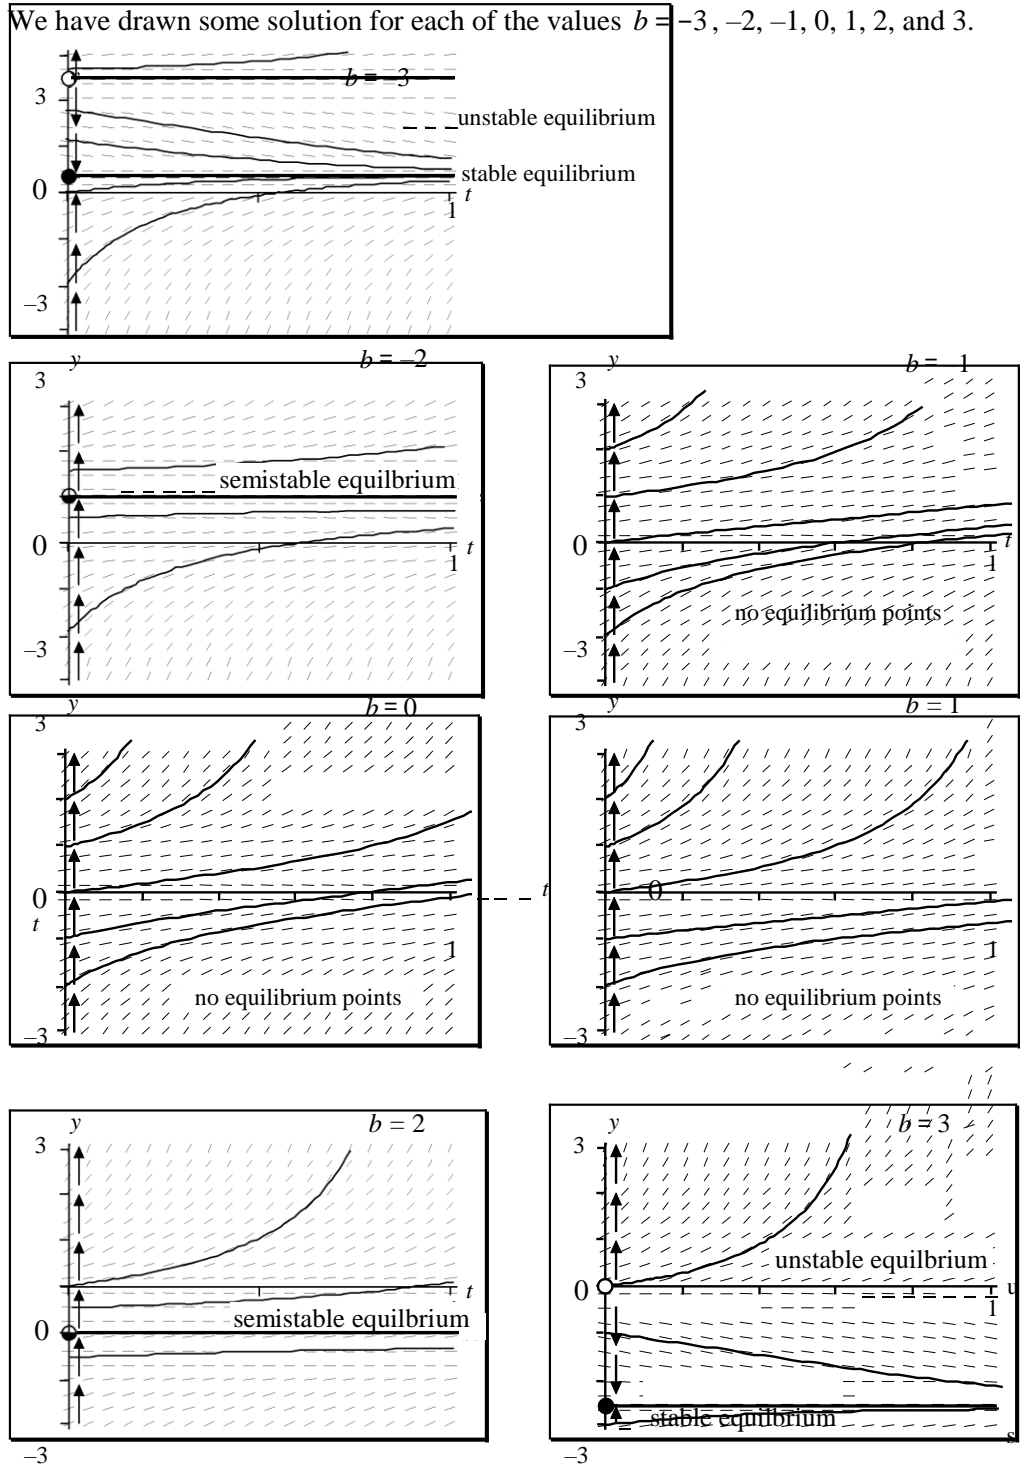 We have drawn some solution for each of the values b = –3, –2, –1, 0, 1, 2, and 3.
b = –3
3
unstable equilibrium
stable equilibrium
0
t
1
–3
y
b = –2
3
semistable equilbrium
0
t
1
–3
y
b = –1
3
0
t
1
no equilibrium points
–3
y
b = 0
3
0
t
t
1
no equilibrium points
–3
b = 1
3
0
0
1
no equilibrium points
–3
y
b = 2
3
t
semistable equilbrium
0
–3
y
b = 3
3
unstable equilbrium
0
u
1
stable equilbrium
s
–3